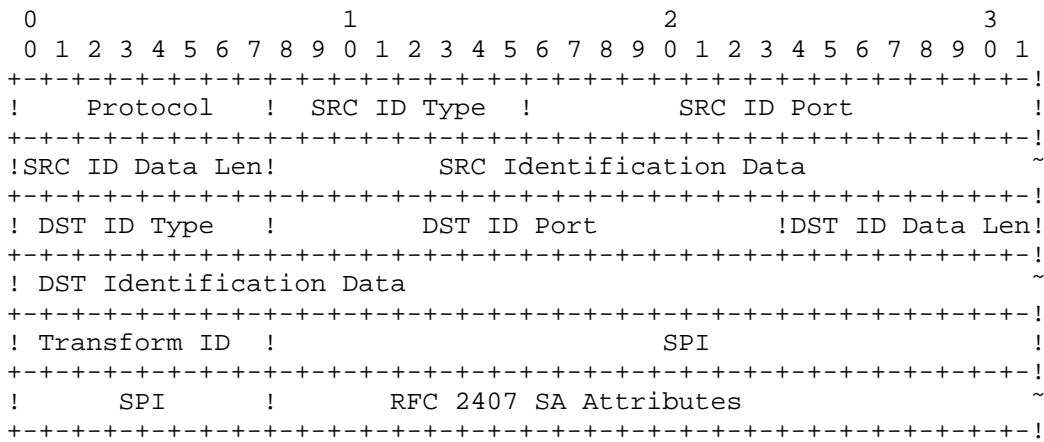 0                   1                   2                   3
 0 1 2 3 4 5 6 7 8 9 0 1 2 3 4 5 6 7 8 9 0 1 2 3 4 5 6 7 8 9 0 1
+-+-+-+-+-+-+-+-+-+-+-+-+-+-+-+-+-+-+-+-+-+-+-+-+-+-+-+-+-+-+-+-!
!    Protocol   !  SRC ID Type  !         SRC ID Port           !
+-+-+-+-+-+-+-+-+-+-+-+-+-+-+-+-+-+-+-+-+-+-+-+-+-+-+-+-+-+-+-+-!
!SRC ID Data Len!          SRC Identification Data              ~
+-+-+-+-+-+-+-+-+-+-+-+-+-+-+-+-+-+-+-+-+-+-+-+-+-+-+-+-+-+-+-+-!
! DST ID Type   !         DST ID Port           !DST ID Data Len!
+-+-+-+-+-+-+-+-+-+-+-+-+-+-+-+-+-+-+-+-+-+-+-+-+-+-+-+-+-+-+-+-!
! DST Identification Data                                       ~
+-+-+-+-+-+-+-+-+-+-+-+-+-+-+-+-+-+-+-+-+-+-+-+-+-+-+-+-+-+-+-+-!
! Transform ID  !                        SPI                    !
+-+-+-+-+-+-+-+-+-+-+-+-+-+-+-+-+-+-+-+-+-+-+-+-+-+-+-+-+-+-+-+-!
!      SPI      !       RFC 2407 SA Attributes                  ~
+-+-+-+-+-+-+-+-+-+-+-+-+-+-+-+-+-+-+-+-+-+-+-+-+-+-+-+-+-+-+-+-!